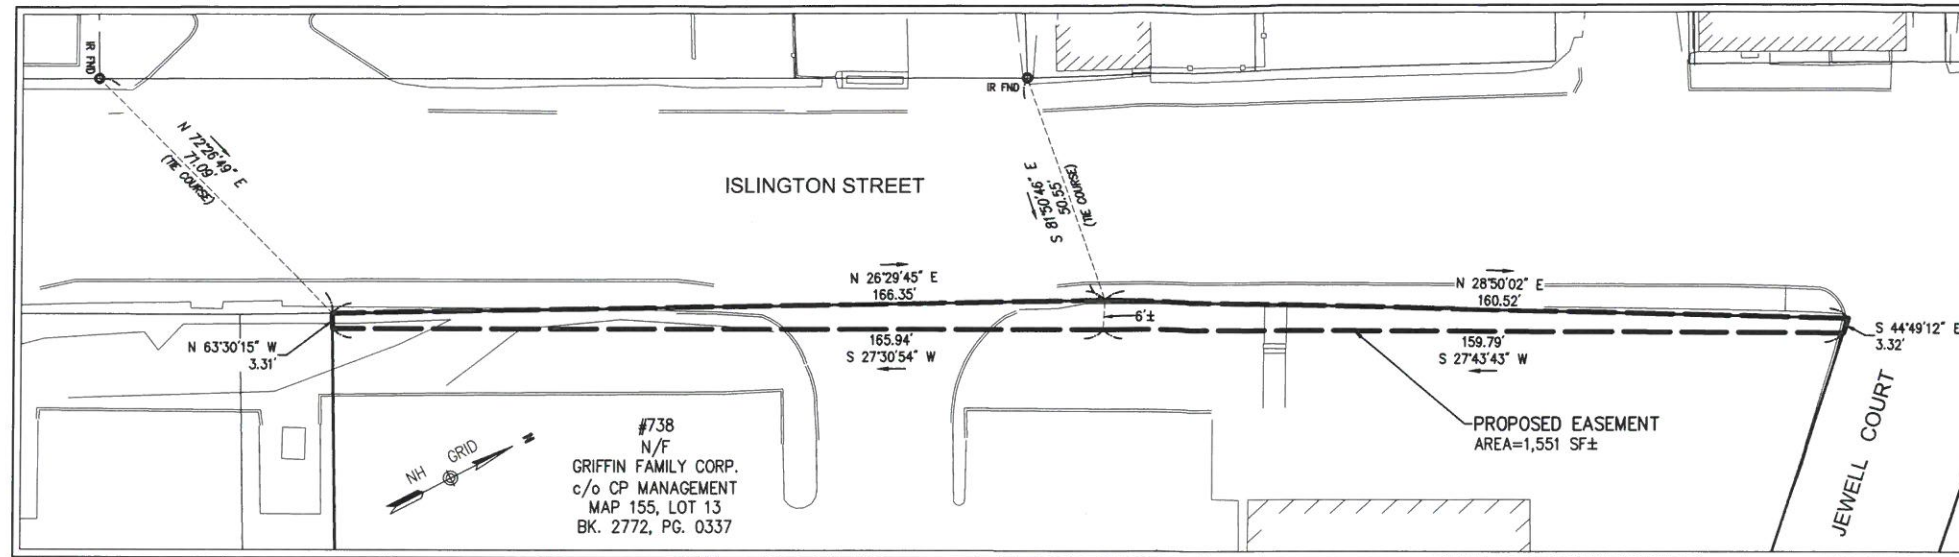 IR FND
IR FND
N 72°26'49" E
71.09'
(TIE COURSE)
S 81°50'46" E
50.55'
(TIE COURSE)
ISLINGTON STREET
N 26°29'45" E
166.35'
N 28°50'02" E
160.52'
6'±
N 63°30'15" W
3.31'
165.94'
S 27°30'54" W
159.79'
S 27°43'43" W
S 44°49'12" E
3.32'
PROPOSED EASEMENT
AREA=1,551 SF±
JEWELL COURT
#738
N/F
GRIFFIN FAMILY CORP.
c/o CP MANAGEMENT
MAP 155, LOT 13
BK. 2772, PG. 0337
NH GRID N